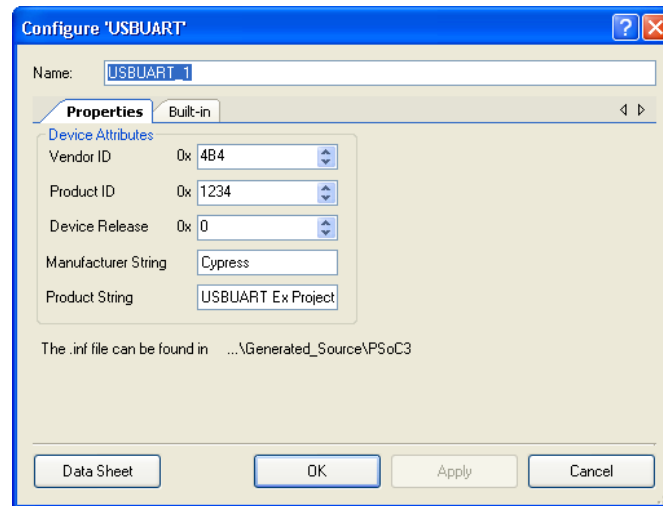 Configure 'USBUART'
Name: USBUART_1
Properties Built-in
Device Attributes
Vendor ID 0x 4B4
Product ID 0x 1234
Device Release 0x 0
Manufacturer String Cypress
Product String USBUART Ex Project
The .inf file can be found in ...\Generated_Source\PSoC3
Data Sheet OK Apply Cancel